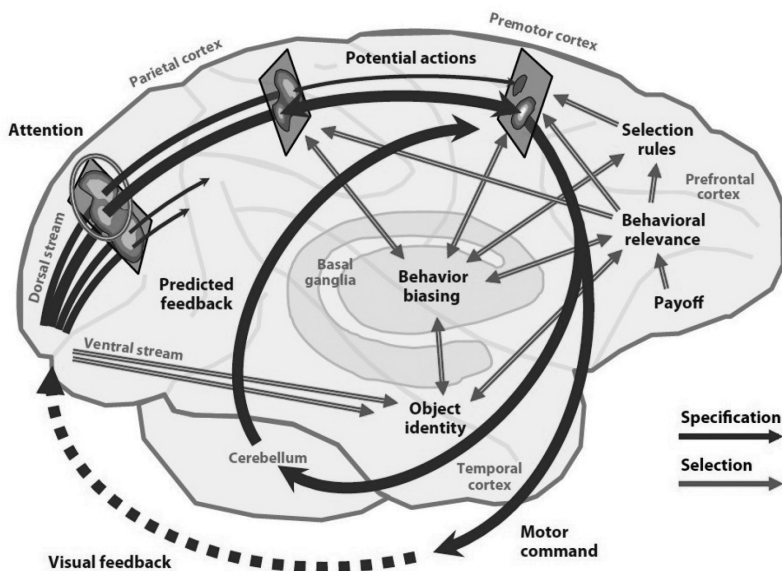 Premotor cortex
Parietal cortex
Potential actions
Attention
Selection
rules
Prefrontal
cortex
Dorsal stream
Behavioral
relevance
Predicted
feedback
Basal
ganglia
Behavior
biasing
Payoff
Ventral stream
Object
identity
Specification
Cerebellum
Temporal
cortex
Selection
Motor
command
Visual feedback